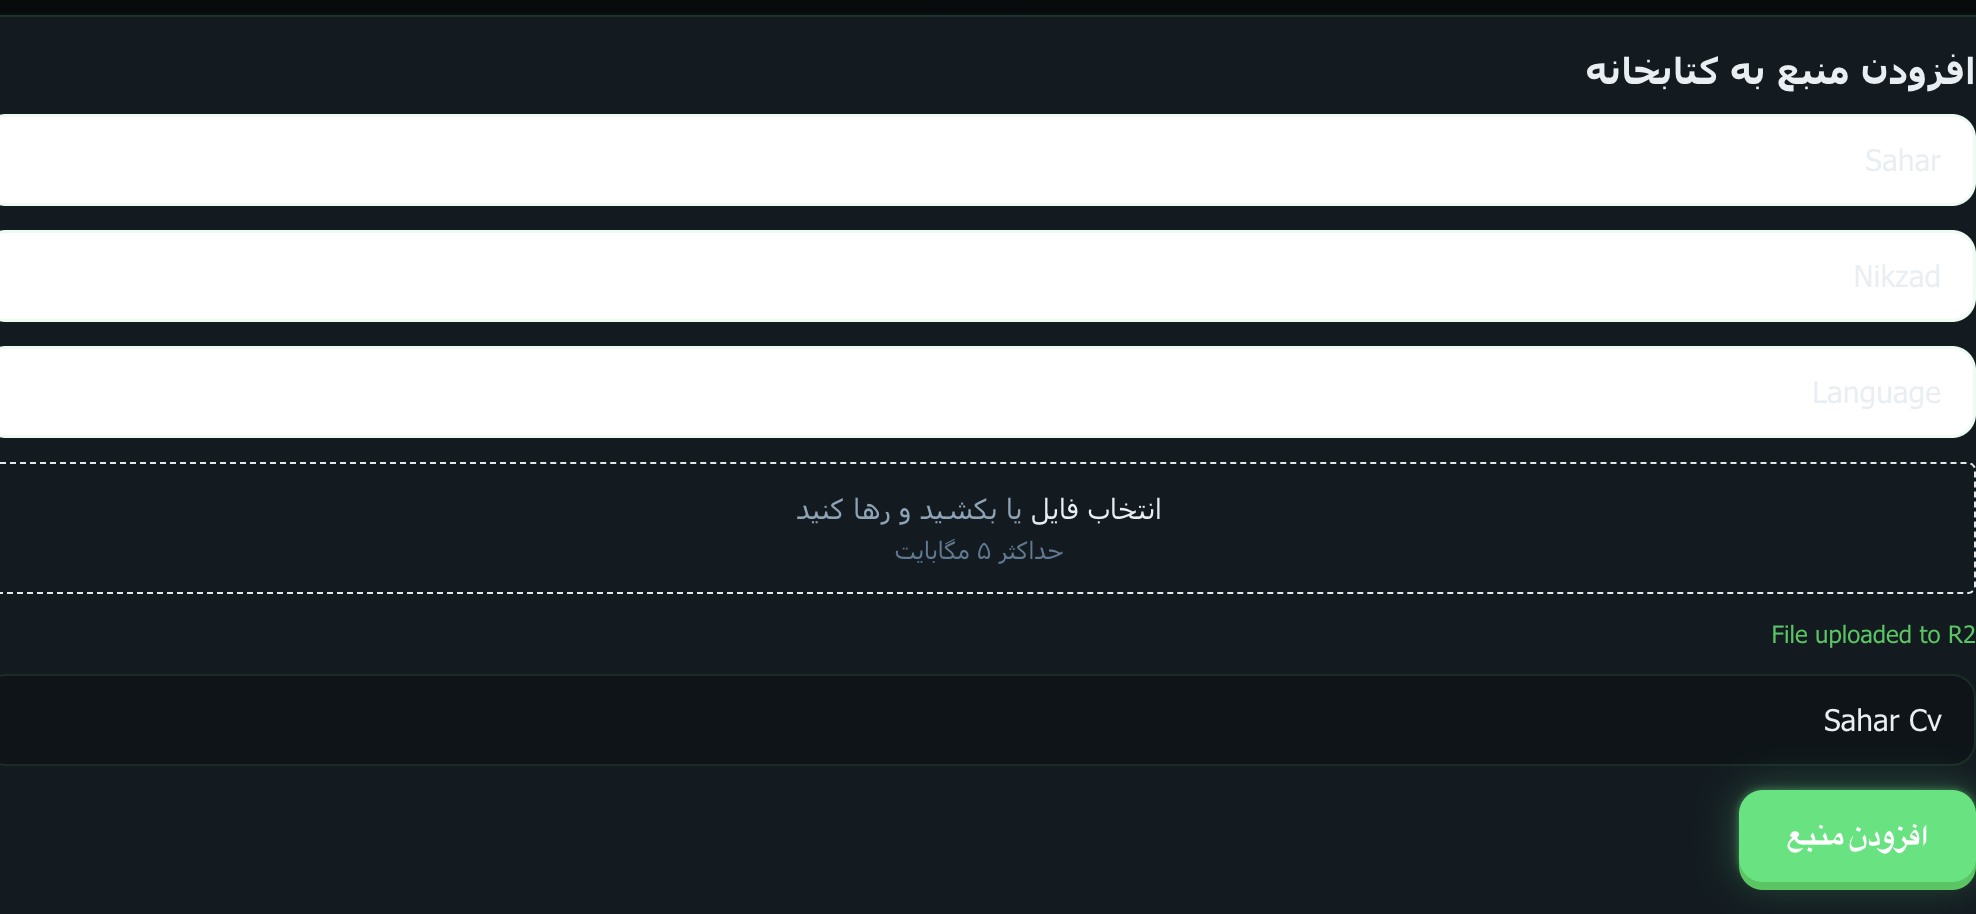 افزودن منبع به کتابخانه
Sahar
Nikzad
Language
انتخاب فایل یا بکشید و رها کنید
حداکثر ۵ مگابایت
File uploaded to R2
Sahar Cv
افزودن منبع